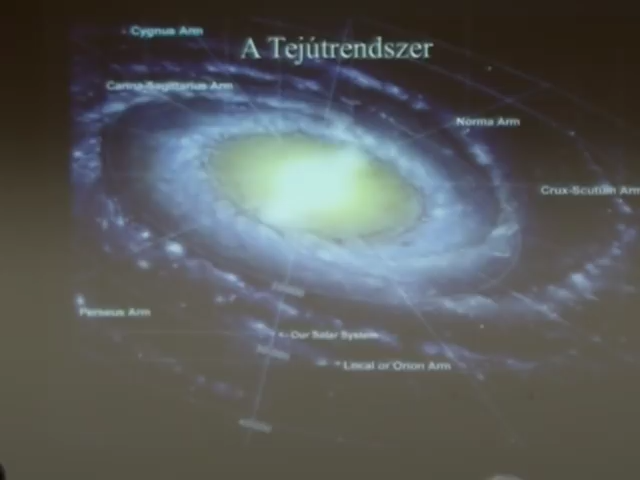 Cygnus Arm
A Tejútrendszer
Carina-Sagittarius Arm
Norma Arm
Crux-Scutum Arm
Perseus Arm
Our Solar System
Local or Orion Arm